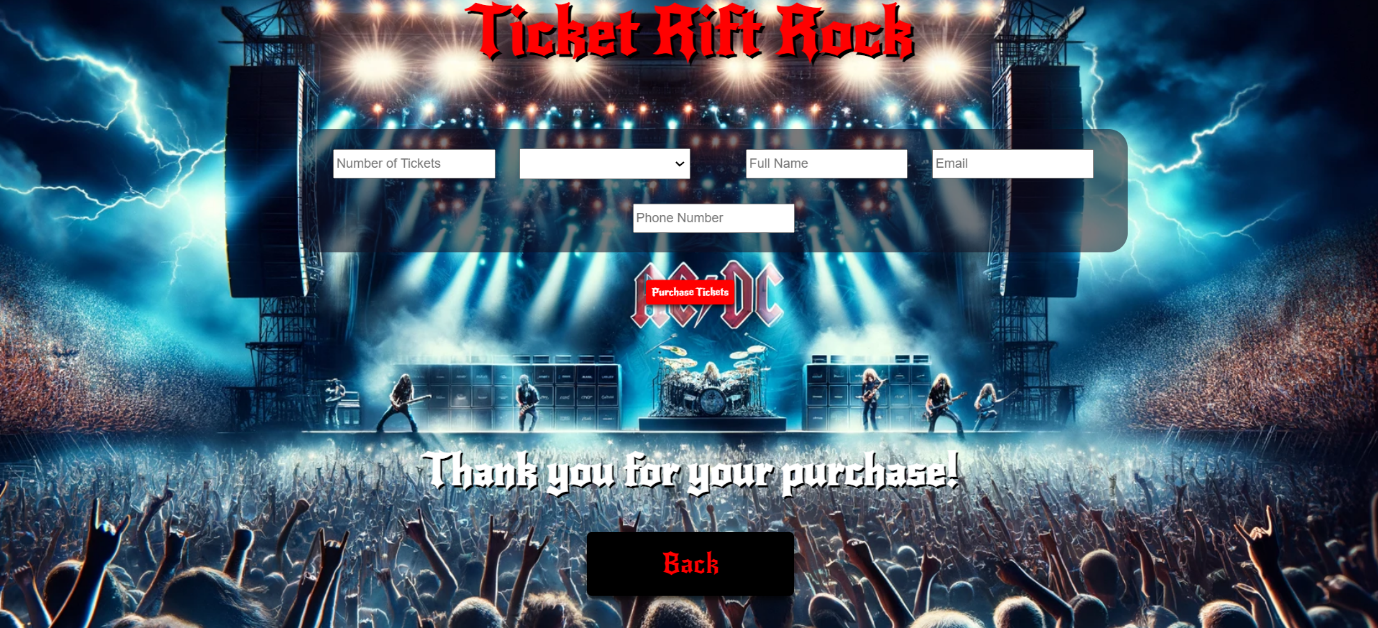 Ticket Rift Rock
Number of Tickets
Full Name
Email
Phone Number
AC/DC
Purchase Tickets
Thank you for your purchase!
Back